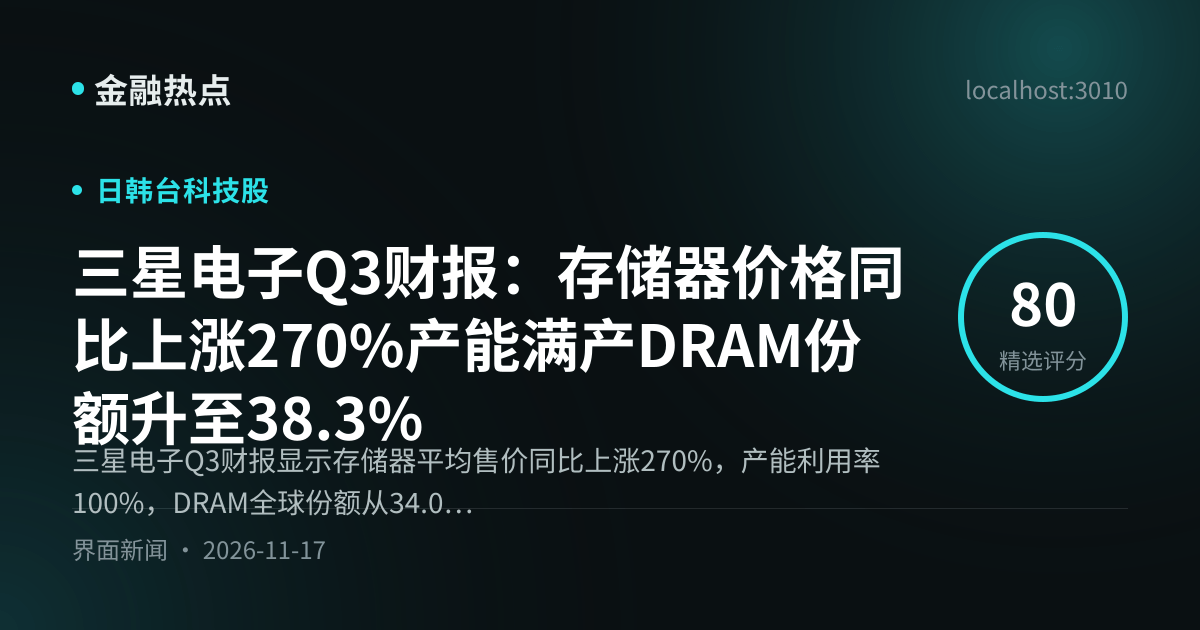 金融热点
localhost:3010
日韩台科技股
三星电子Q3财报：存储器价格同
比上涨270%产能满产DRAM份
额升至38.3%
80
精选评分
三星电子Q3财报显示存储器平均售价同比上涨270%，产能利用率
100%，DRAM全球份额从34.0…
界面新闻 · 2026-11-17